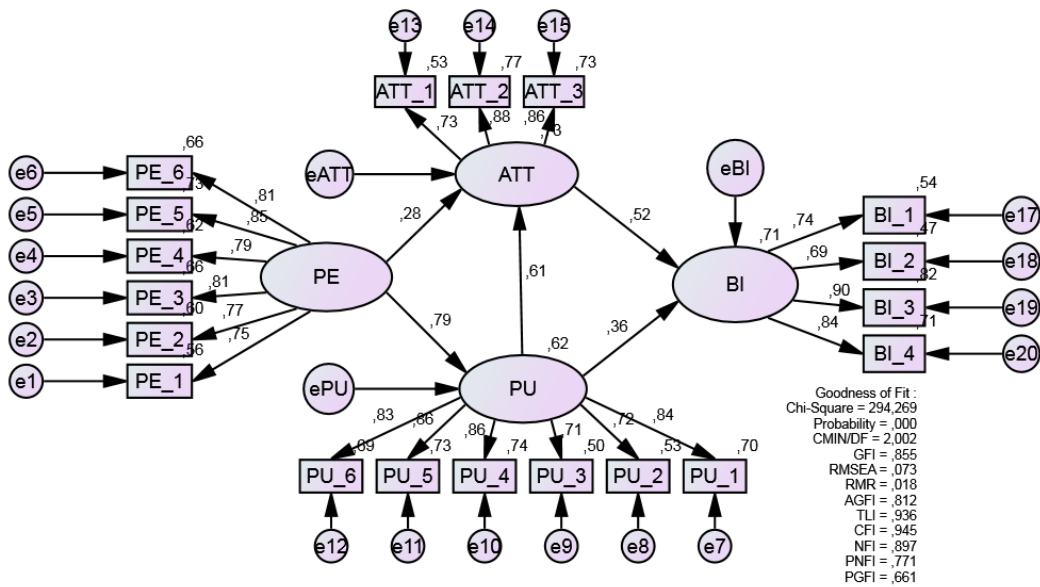 e13 e14 e15
,53 ,77 ,73
ATT_1 ATT_2 ATT_3
,73 ,88 ,86
eATT ATT eBI
,66
e6 PE_6
,73
e5 PE_5
,62
e4 PE_4
,66
e3 PE_3
,60
e2 PE_2
,56
e1 PE_1
,81
,85
,79
,81
,77
,75
PE
,28
,52
,61
,79
,36
,71
BI
,74
,69
,90
,84
,54
BI_1 e17
,47
BI_2 e18
,82
BI_3 e19
,71
BI_4 e20
,62
ePU PU
,83 ,86 ,86 ,71 ,72 ,84
,69 ,73 ,74 ,50 ,53 ,70
PU_6 PU_5 PU_4 PU_3 PU_2 PU_1
e12 e11 e10 e9 e8 e7
Goodness of Fit :
Chi-Square = 294,269
Probability = ,000
CMIN/DF = 2,002
GFI = ,855
RMSEA = ,073
RMR = ,018
AGFI = ,812
TLI = ,936
CFI = ,945
NFI = ,897
PNFI = ,771
PGFI = ,661